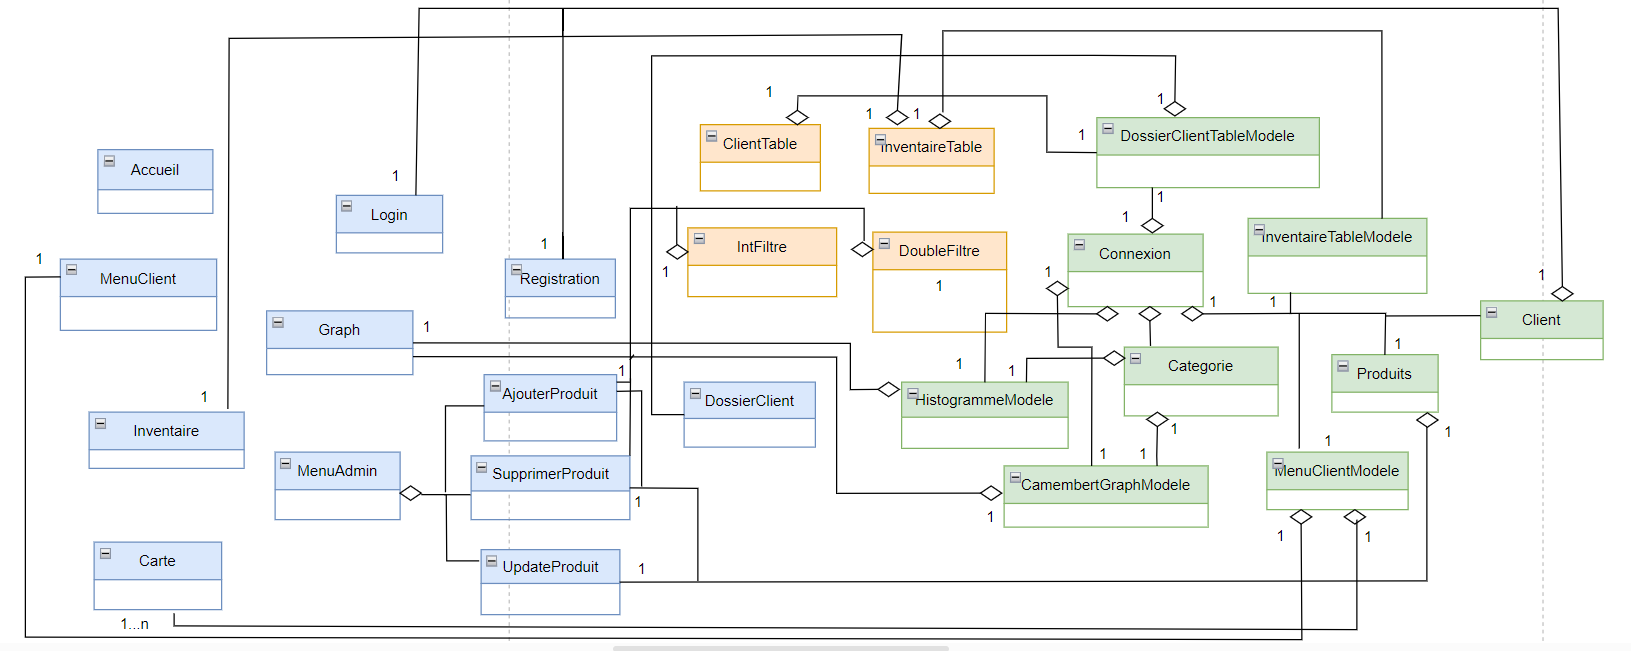 1
1
1
1
ClientTable
InventaireTable
1
DossierClientTableModele
Accueil
1
Login
1
1
1
Registration
1
IntFiltre
DoubleFiltre
1
Connexion
InventaireTableModele
1
MenuClient
1
1
1
1
1
Client
Graph
1
1
Categorie
1
Produits
1
1
AjouterProduit
DossierClient
HistogrammeModele
1
Inventaire
1
1
1
1
1
MenuAdmin
SupprimerProduit
1
CamembertGraphModele
1
MenuClientModele
1
1
Carte
UpdateProduit
1
1...n